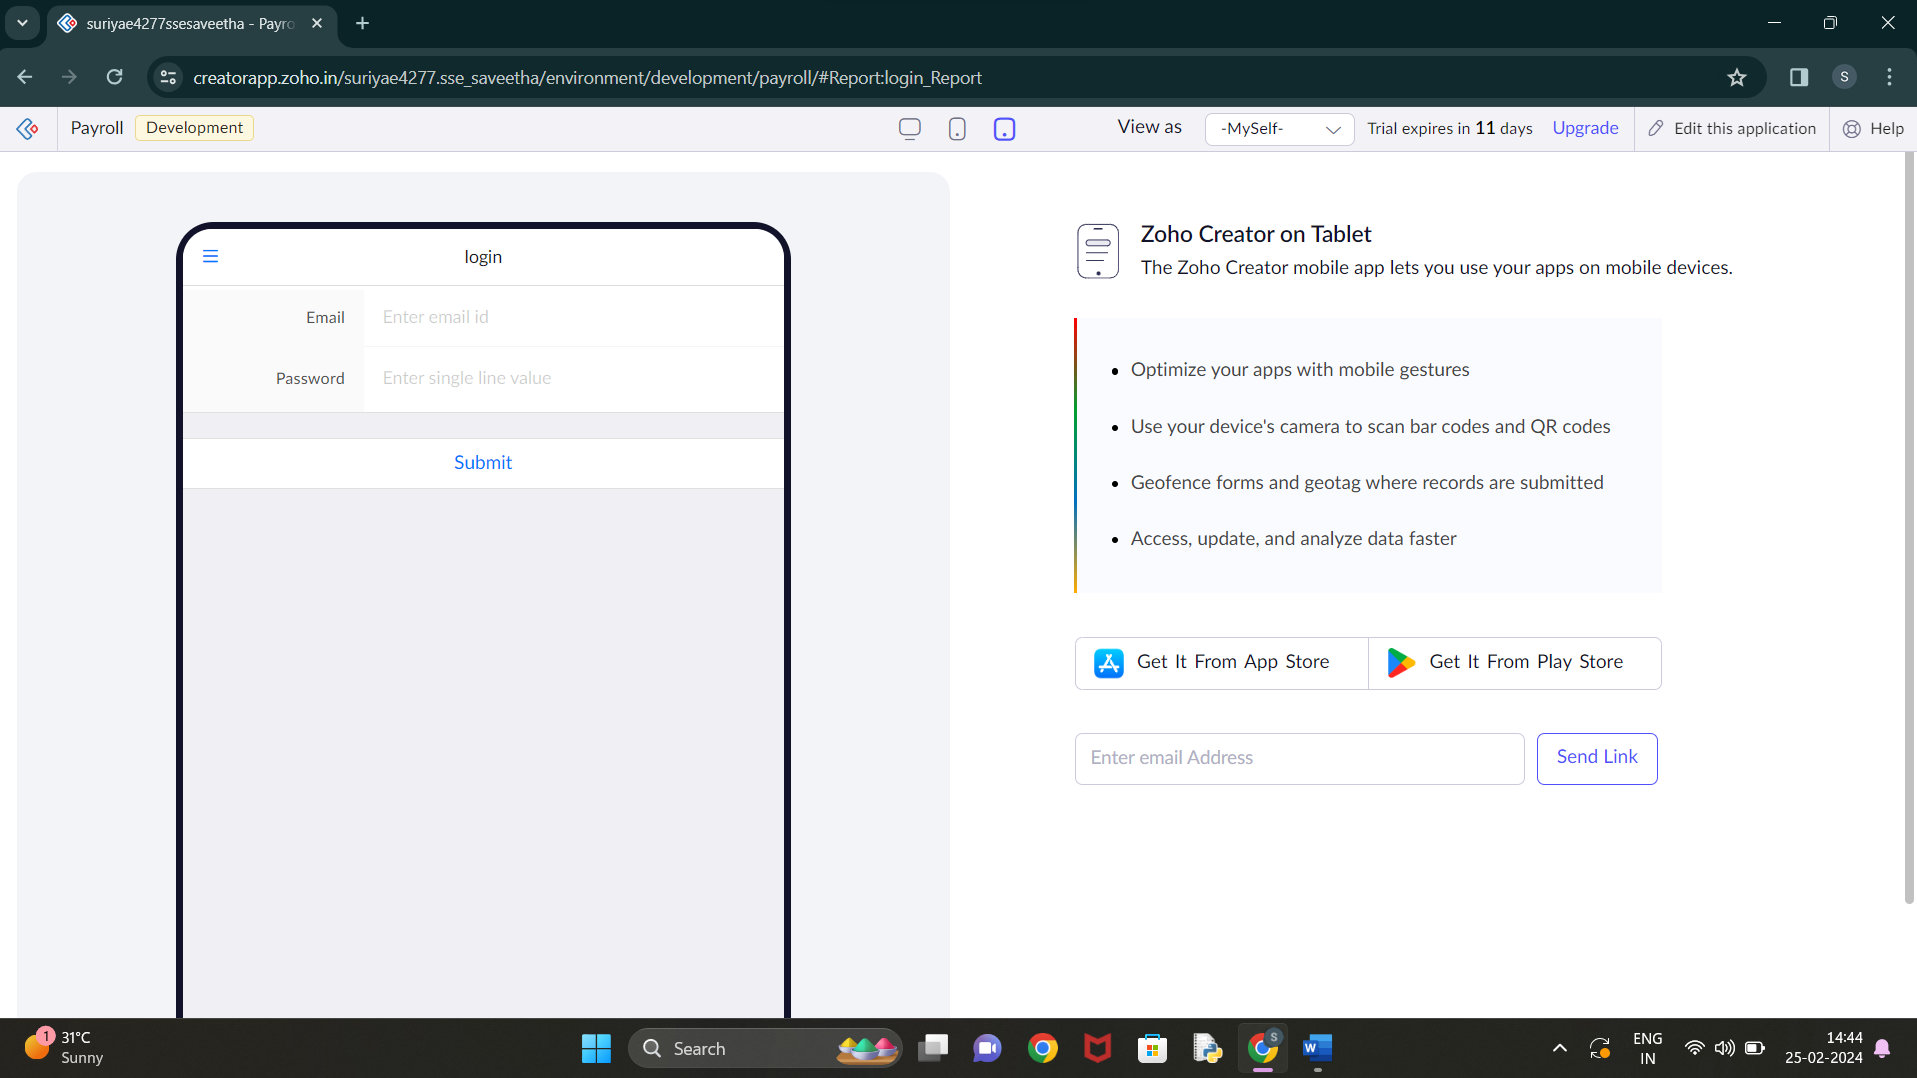 suriyae4277ssesaveetha - Payro
creatorapp.zoho.in/suriyae4277.sse_saveetha/environment/development/payroll/#Report:login_Report
S
Payroll
Development
View as
-MySelf-
Trial expires in 11 days
Upgrade
Edit this application
Help
login
Email
Enter email id
Password
Enter single line value
Submit
Zoho Creator on Tablet
The Zoho Creator mobile app lets you use your apps on mobile devices.
Optimize your apps with mobile gestures
Use your device's camera to scan bar codes and QR codes
Geofence forms and geotag where records are submitted
Access, update, and analyze data faster
Get It From App Store
Get It From Play Store
Enter email Address
Send Link
1
31°C
Sunny
Search
S
W
ENG
IN
14:44
25-02-2024